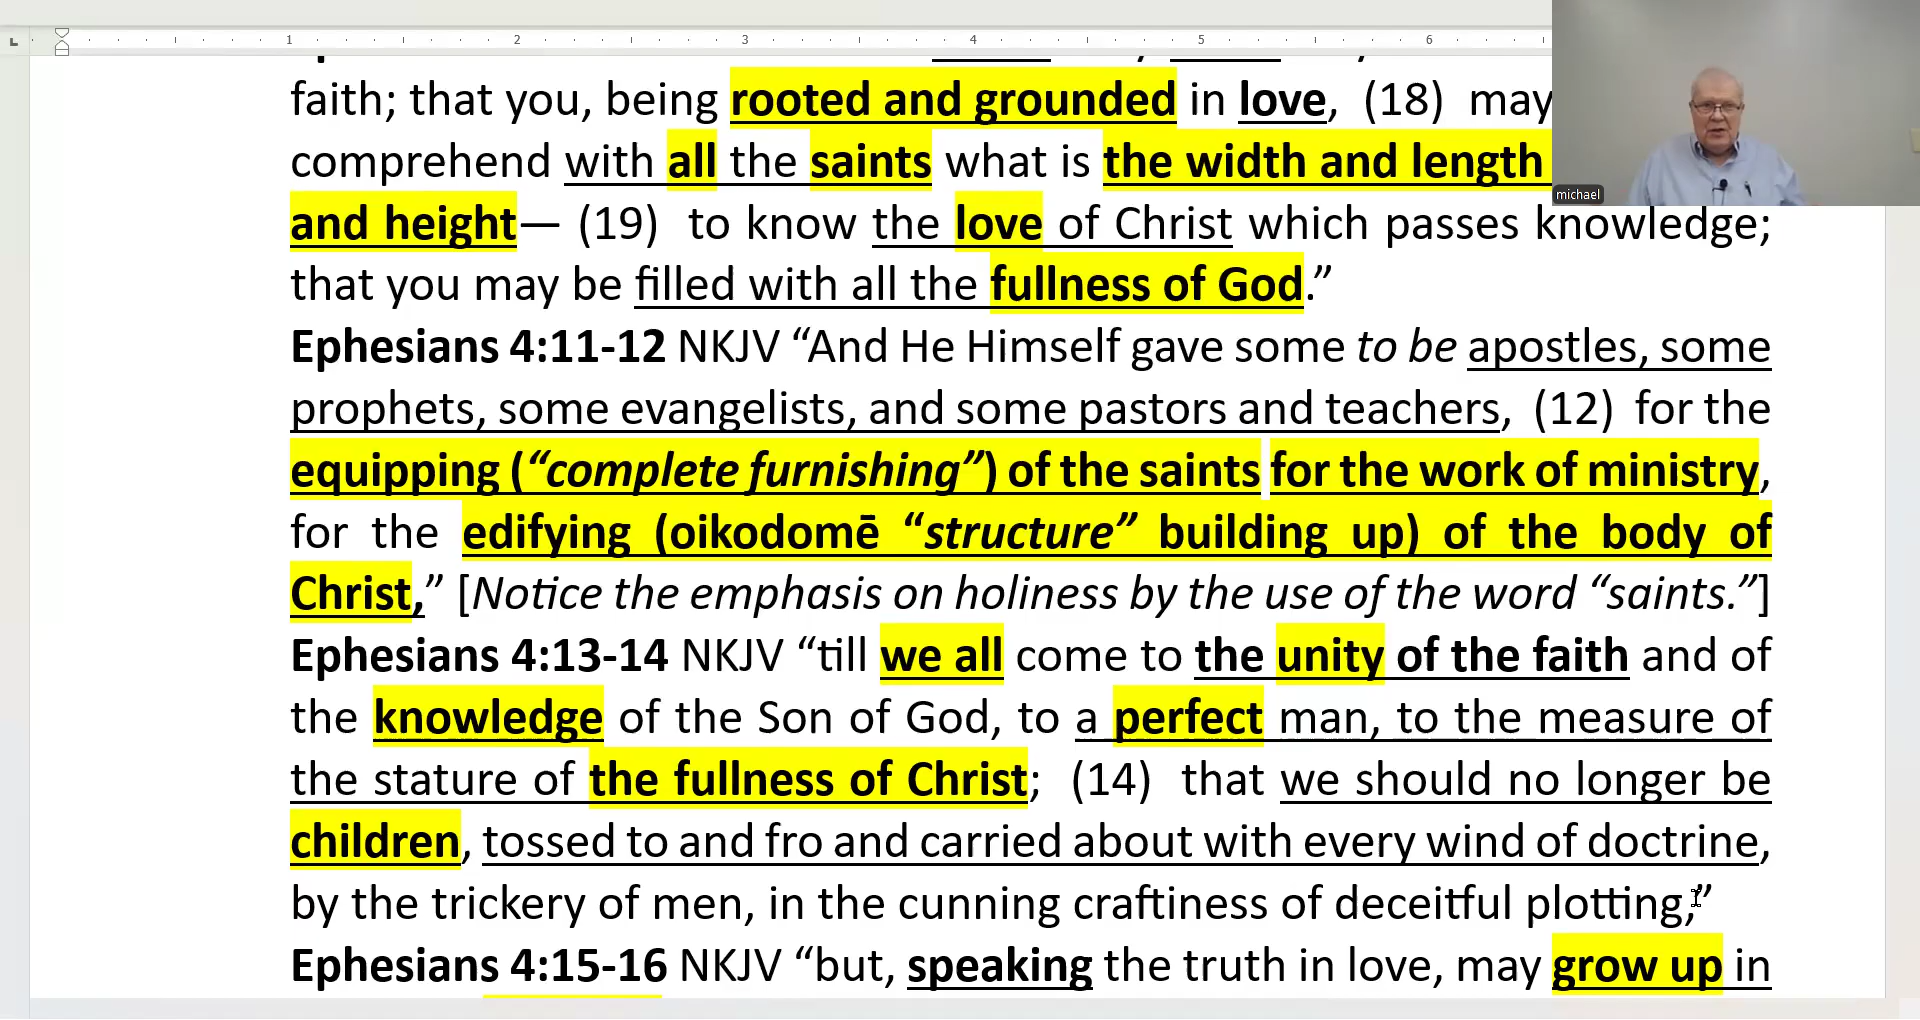 1 2 3 4 5 6
faith; that you, being rooted and grounded in love, (18) may
comprehend with all the saints what is the width and length
michael
and height— (19) to know the love of Christ which passes knowledge;
that you may be filled with all the fullness of God.”
Ephesians 4:11-12 NKJV “And He Himself gave some to be apostles, some
prophets, some evangelists, and some pastors and teachers, (12) for the
equipping (“complete furnishing”) of the saints for the work of ministry,
for the edifying (oikodomē “structure” building up) of the body of
Christ,” [Notice the emphasis on holiness by the use of the word “saints.”]
Ephesians 4:13-14 NKJV “till we all come to the unity of the faith and of
the knowledge of the Son of God, to a perfect man, to the measure of
the stature of the fullness of Christ; (14) that we should no longer be
children, tossed to and fro and carried about with every wind of doctrine,
by the trickery of men, in the cunning craftiness of deceitful plotting,”
Ephesians 4:15-16 NKJV “but, speaking the truth in love, may grow up in